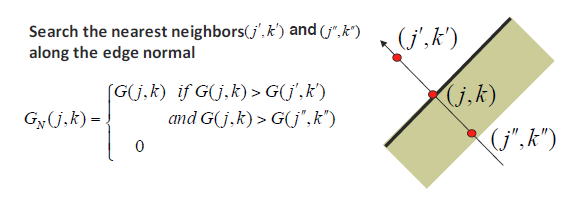 Search the nearest neighbors(j',k') and (j",k")
along the edge normal
G_N(j,k) = { G(j,k) if G(j,k) > G(j',k')
and G(j,k) > G(j",k")
0
(j',k')
(j,k)
(j",k")